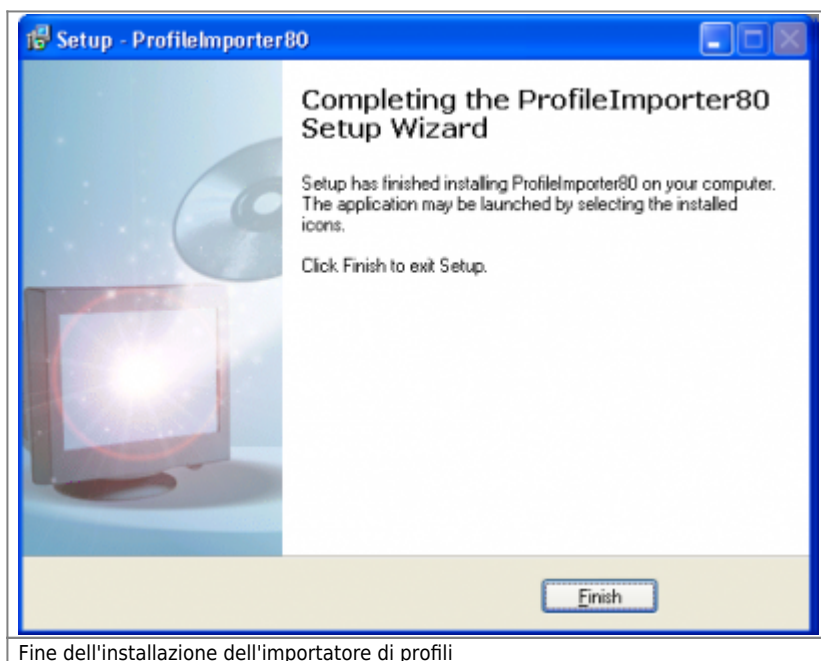 Setup - ProfileImporter80
Completing the ProfileImporter80
Setup Wizard
Setup has finished installing ProfileImporter80 on your computer.
The application may be launched by selecting the installed
icons.
Click Finish to exit Setup.
Finish
Fine dell'installazione dell'importatore di profili